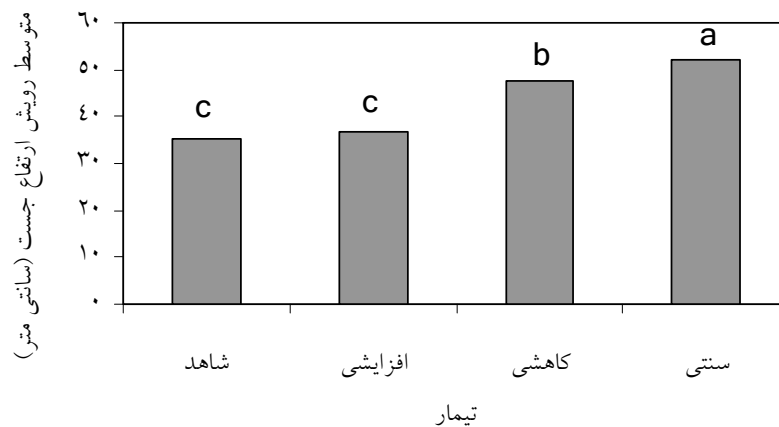 متوسط رویش ارتفاع جست (سانتی متر)
۶۰
۵۰
۴۰
۳۰
۲۰
۱۰
۰
c
c
b
a
شاهد
افزایشی
کاهشی
سنتی
تیمار